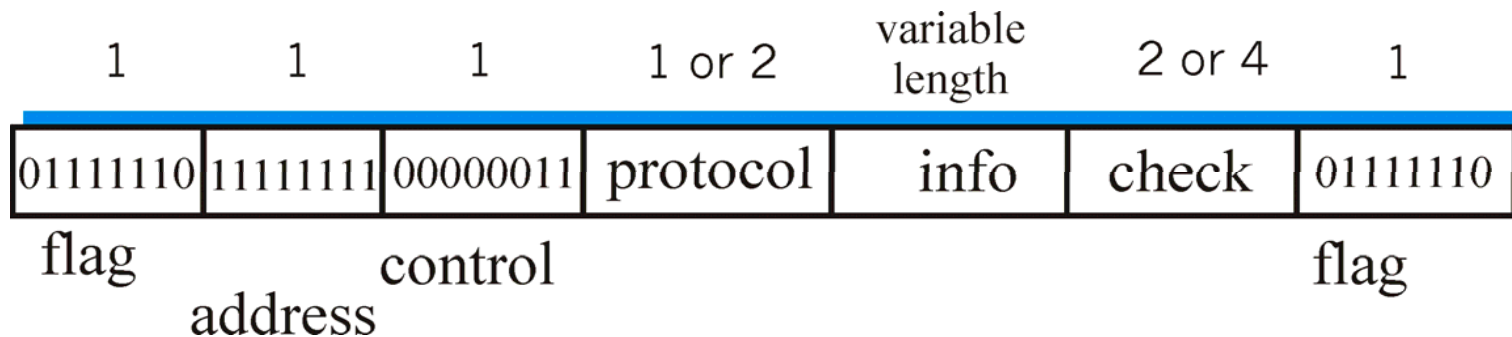 variable
1 1 1 1 or 2 length 2 or 4 1
01111110 11111111 00000011 protocol info check 01111110
flag control flag
address